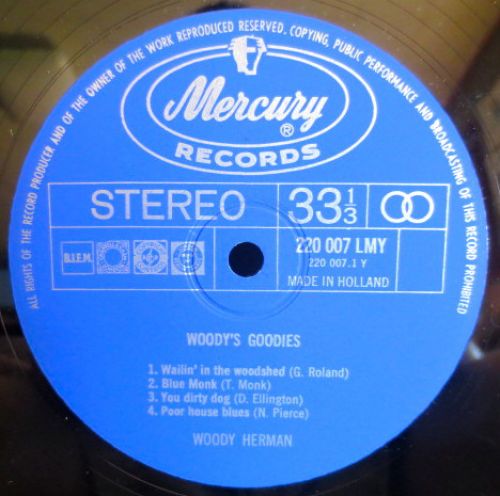 ALL RIGHTS OF THE RECORD PRODUCER AND OF THE OWNER OF THE WORK REPRODUCED RESERVED. COPYING, PUBLIC PERFORMANCE AND BROADCASTING OF THIS RECORD PROHIBITED
Mercury ®
RECORDS
STEREO 33 1/3
B.I.E.M.
220 007 LMY
220 007.1 Y
MADE IN HOLLAND
WOODY'S GOODIES
1. Wailin' in the woodshed (G. Roland)
2. Blue Monk (T. Monk)
3. You dirty dog (D. Ellington)
4. Poor house blues (N. Pierce)
WOODY HERMAN